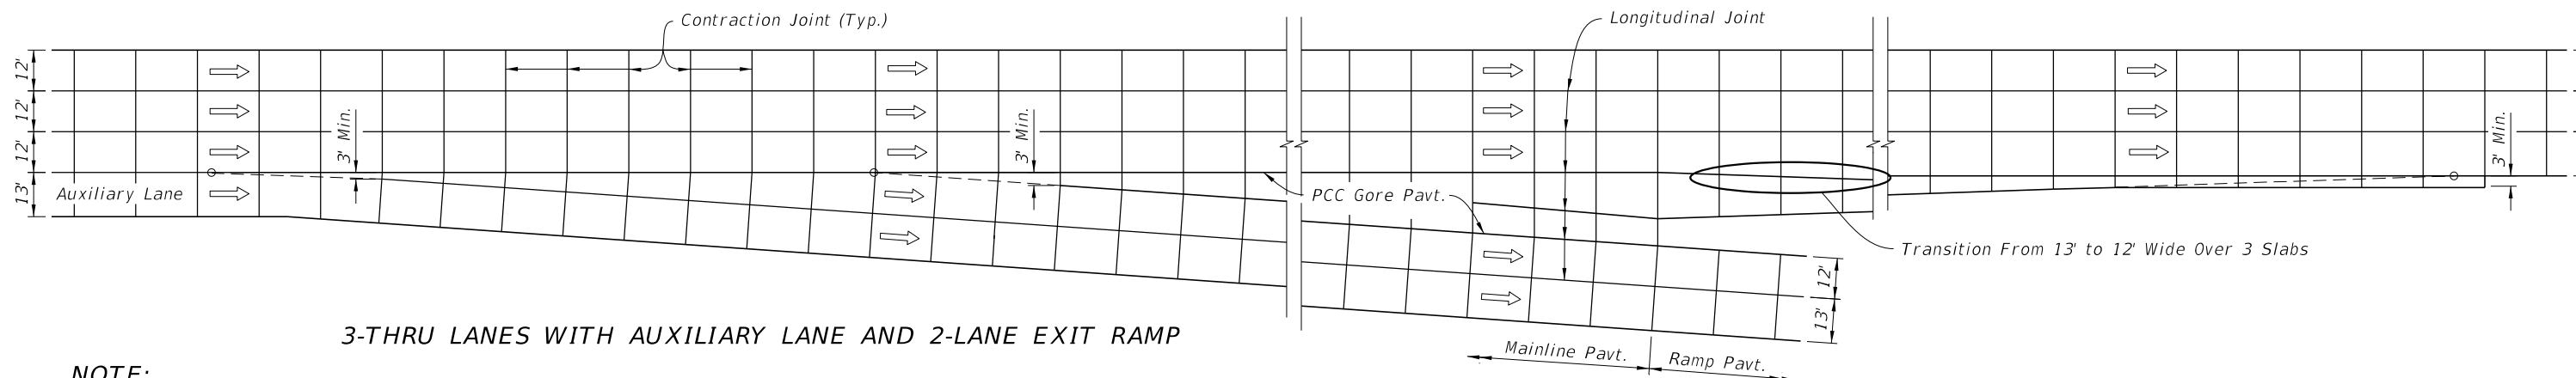 Contraction Joint (Typ.)
Longitudinal Joint
12'
12'
12'
13'
3' Min.
3' Min.
3' Min.
Auxiliary Lane
PCC Gore Pavt.
Transition From 13' to 12' Wide Over 3 Slabs
12'
13'
3-THRU LANES WITH AUXILIARY LANE AND 2-LANE EXIT RAMP
Mainline Pavt.
Ramp Pavt.
NOTE: